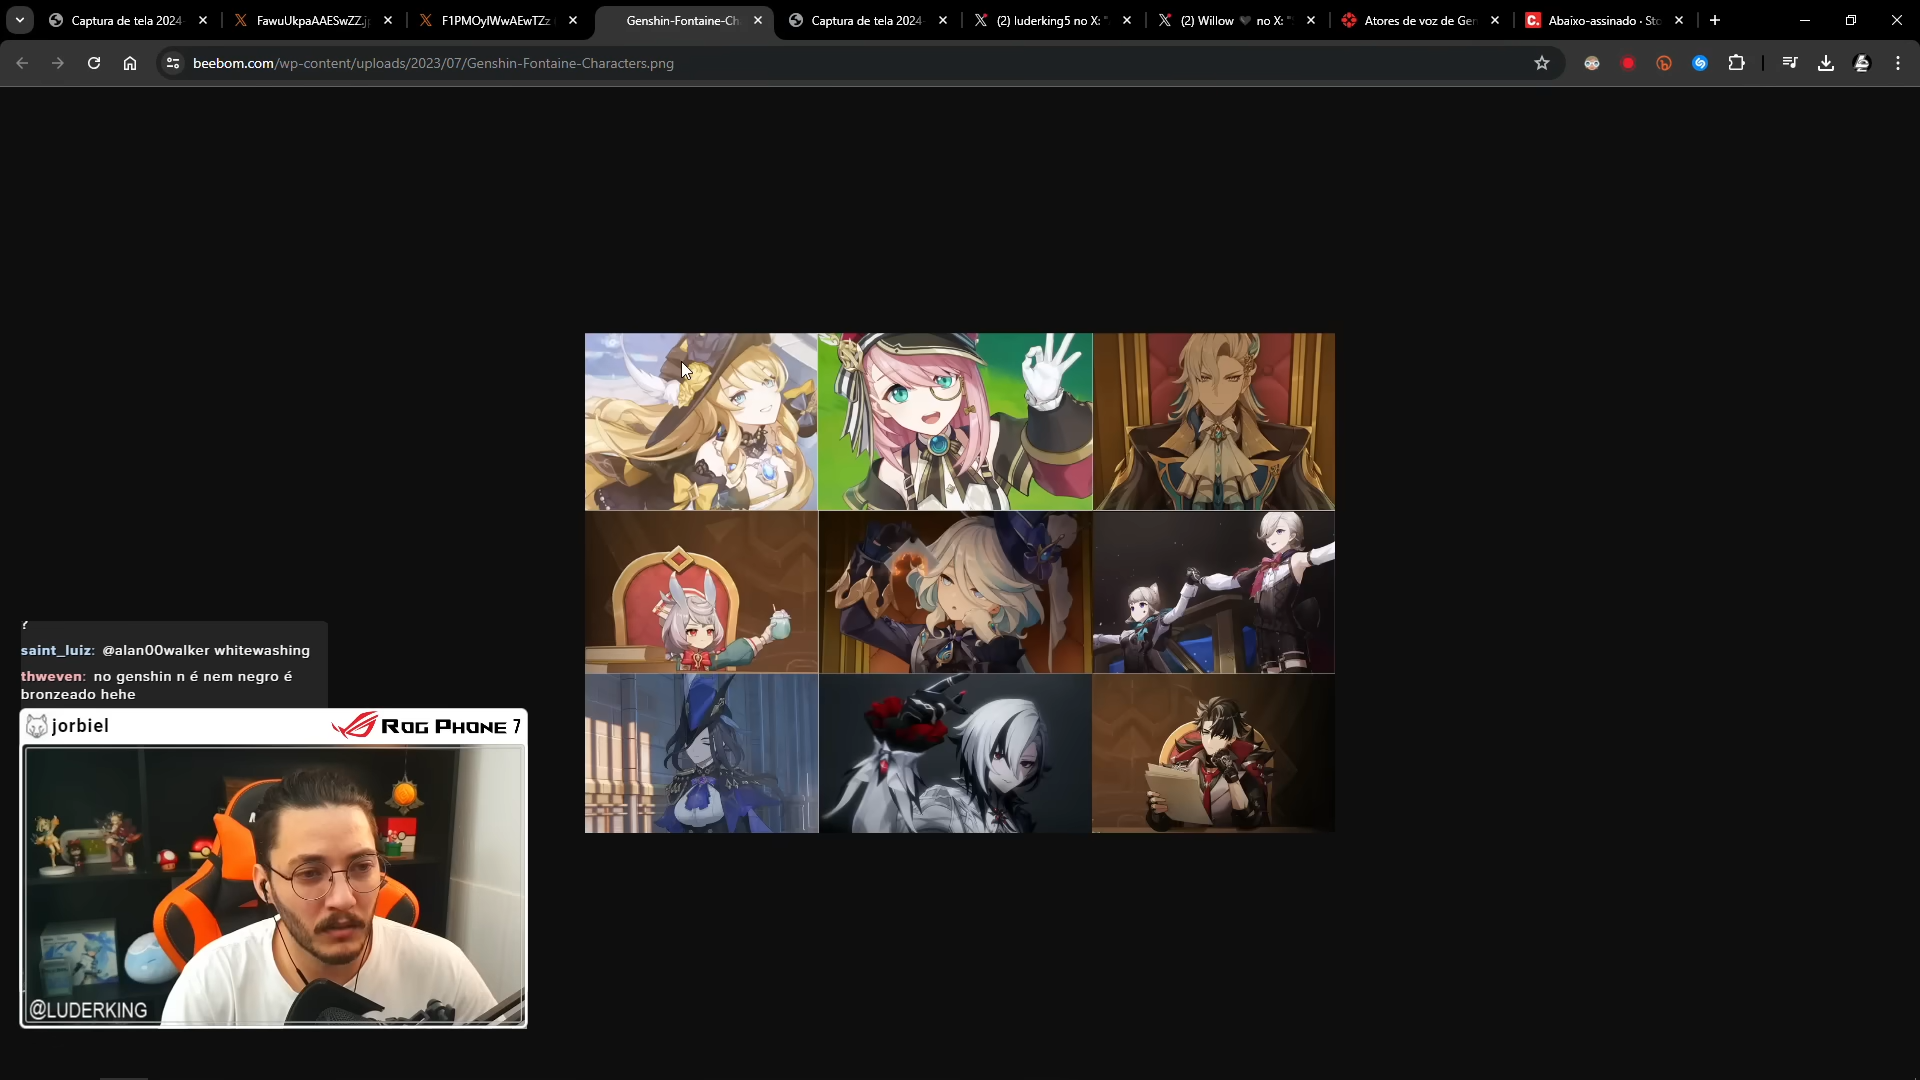 Captura de tela 2024
FawuUkpaAAESwZZ.j
F1PMOyIWwAEwTZz
Genshin-Fontaine-Ch
Captura de tela 2024
(2) luderking5 no X: "
(2) Willow 🖤 no X: "
Atores de voz de Gen
Abaixo-assinado · Sto
beebom.com/wp-content/uploads/2023/07/Genshin-Fontaine-Characters.png
?
saint_luiz: @alan00walker whitewashing
thweven: no genshin n é nem negro é
bronzeado hehe
jorbiel
ROG PHONE 7
@LUDERKING